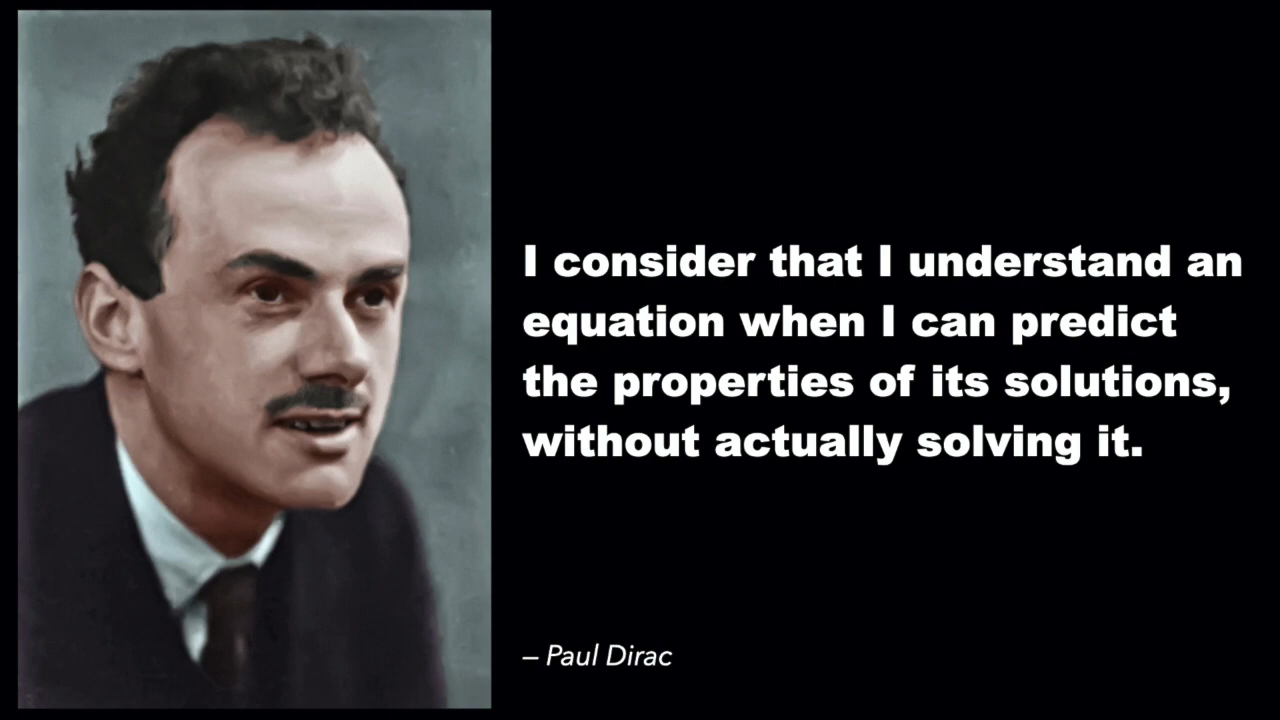 I consider that I understand an
equation when I can predict
the properties of its solutions,
without actually solving it.
– Paul Dirac